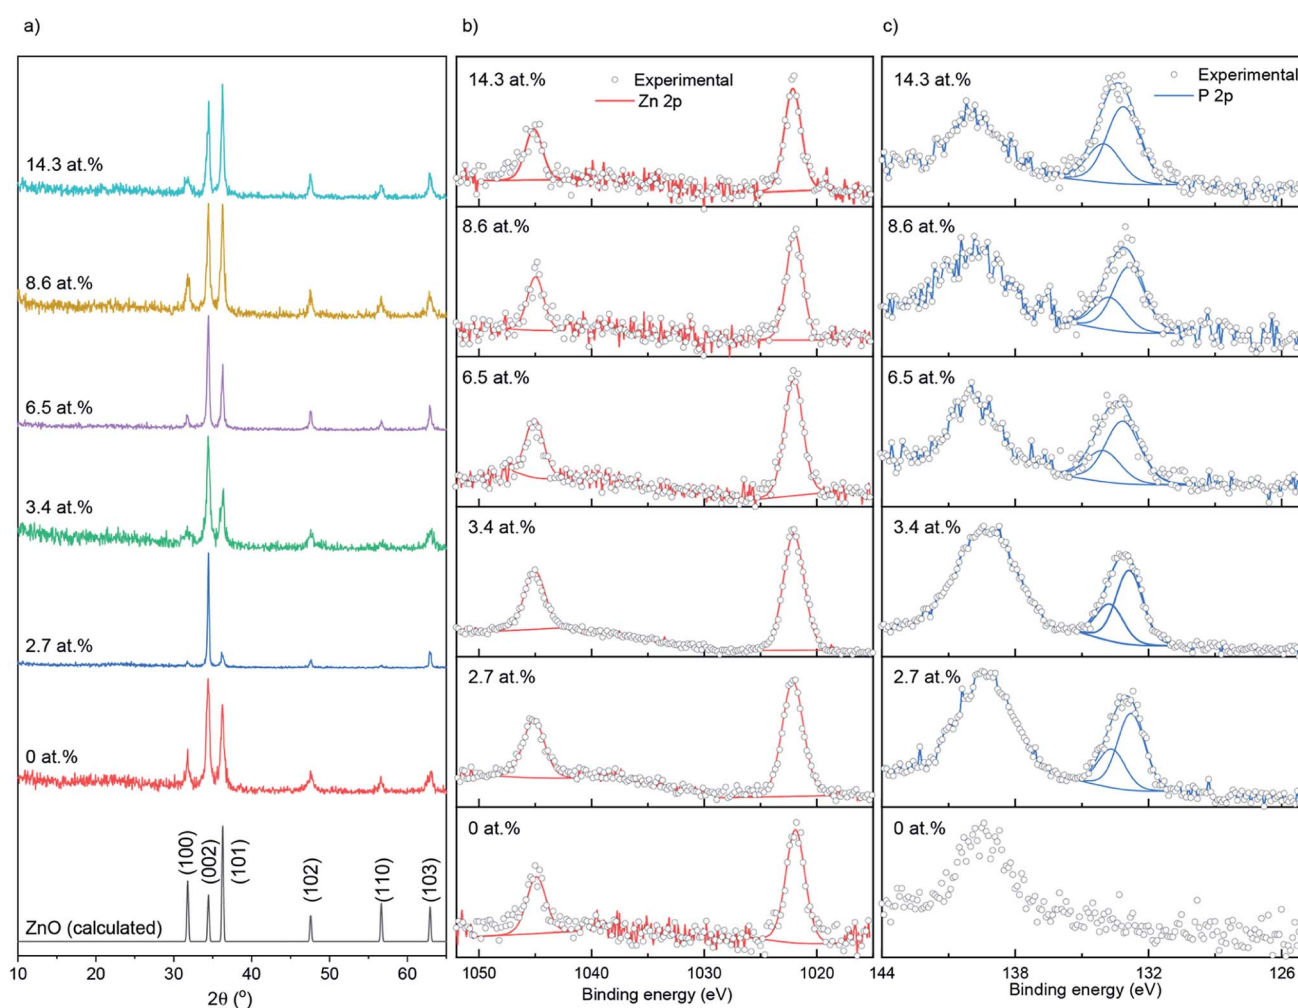 a)
14.3 at.%
8.6 at.%
6.5 at.%
3.4 at.%
2.7 at.%
0 at.%
(100)
(002)
(101)
(102)
(110)
(103)
ZnO (calculated)
10 20 30 40 50 60
2θ (º)
b)
14.3 at.%
Experimental
Zn 2p
8.6 at.%
6.5 at.%
3.4 at.%
2.7 at.%
0 at.%
1050 1040 1030 1020
Binding energy (eV)
c)
14.3 at.%
Experimental
P 2p
8.6 at.%
6.5 at.%
3.4 at.%
2.7 at.%
0 at.%
144 138 132 126
Binding energy (eV)